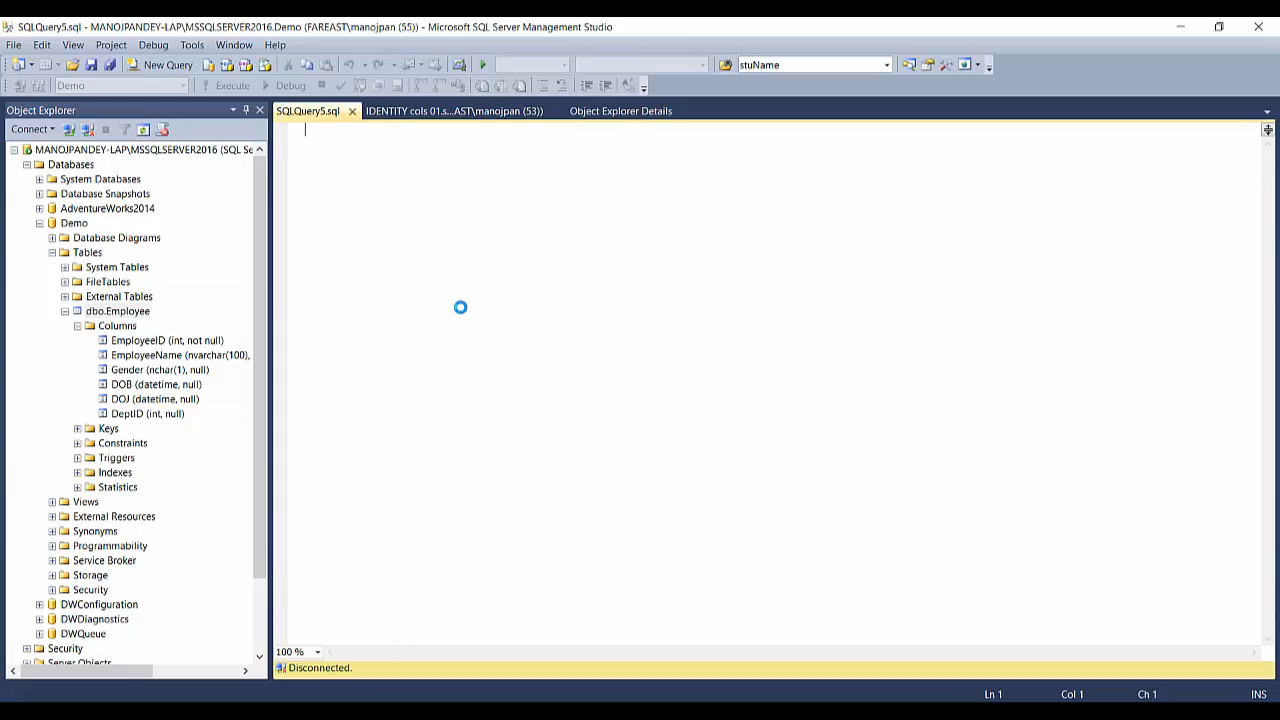 SQLQuery5.sql - MANOJPANDEY-LAP\MSSQLSERVER2016.Demo (FAREAST\manojpan (55)) - Microsoft SQL Server Management Studio
File Edit View Project Debug Tools Window Help
New Query stuName
Demo Execute Debug
Object Explorer
SQLQuery5.sql IDENTITY cols 01.s...AST\manojpan (53)) Object Explorer Details
Connect
MANOJPANDEY-LAP\MSSQLSERVER2016 (SQL Se
Databases
System Databases
Database Snapshots
AdventureWorks2014
Demo
Database Diagrams
Tables
System Tables
FileTables
External Tables
dbo.Employee
Columns
EmployeeID (int, not null)
EmployeeName (nvarchar(100),
Gender (nchar(1), null)
DOB (datetime, null)
DOJ (datetime, null)
DeptID (int, null)
Keys
Constraints
Triggers
Indexes
Statistics
Views
External Resources
Synonyms
Programmability
Service Broker
Storage
Security
DWConfiguration
DWDiagnostics
DWQueue
Security
Server Objects
100 %
Disconnected.
Ln 1 Col 1 Ch 1 INS